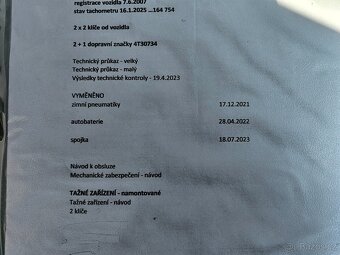 registrace vozidla 7.6.2007
stav tachometru 16.1.2025 ...164 754
2 x 2 klíče od vozidla
2 + 1 dopravní značky 4T30734
Technický průkaz - velký
Technický průkaz - malý
Výsledky technické kontroly - 19.4.2023
VYMĚNĚNO
zimní pneumatiky 17.12.2021
autobaterie 28.04.2022
spojka 18.07.2023
Návod k obsluze
Mechanické zabezpečení - návod
TAŽNÉ ZAŘÍZENÍ - namontované
Tažné zařízení - návod
2 klíče